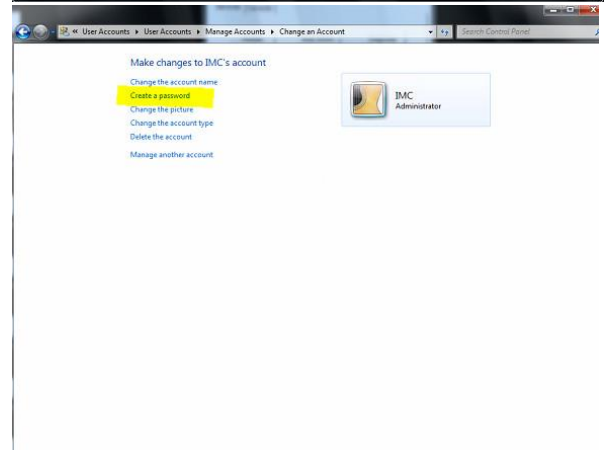 « User Accounts ▸ User Accounts ▸ Manage Accounts ▸ Change an Account
Search Control Panel
Make changes to IMC's account
Change the account name
Create a password
Change the picture
Change the account type
Delete the account
Manage another account
IMC
Administrator